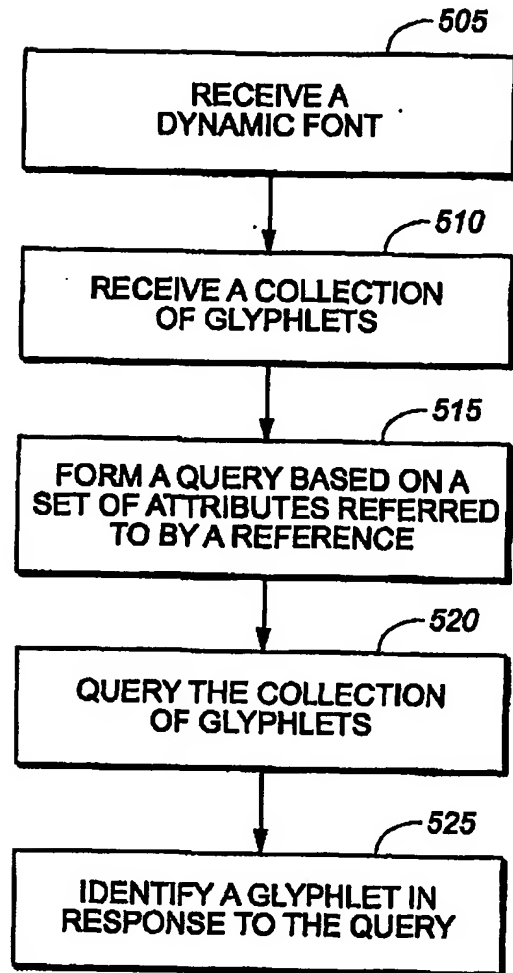 505
RECEIVE A
DYNAMIC FONT
510
RECEIVE A COLLECTION
OF GLYPHLETS
515
FORM A QUERY BASED ON A
SET OF ATTRIBUTES REFERRED
TO BY A REFERENCE
520
QUERY THE COLLECTION
OF GLYPHLETS
525
IDENTIFY A GLYPHLET IN
RESPONSE TO THE QUERY